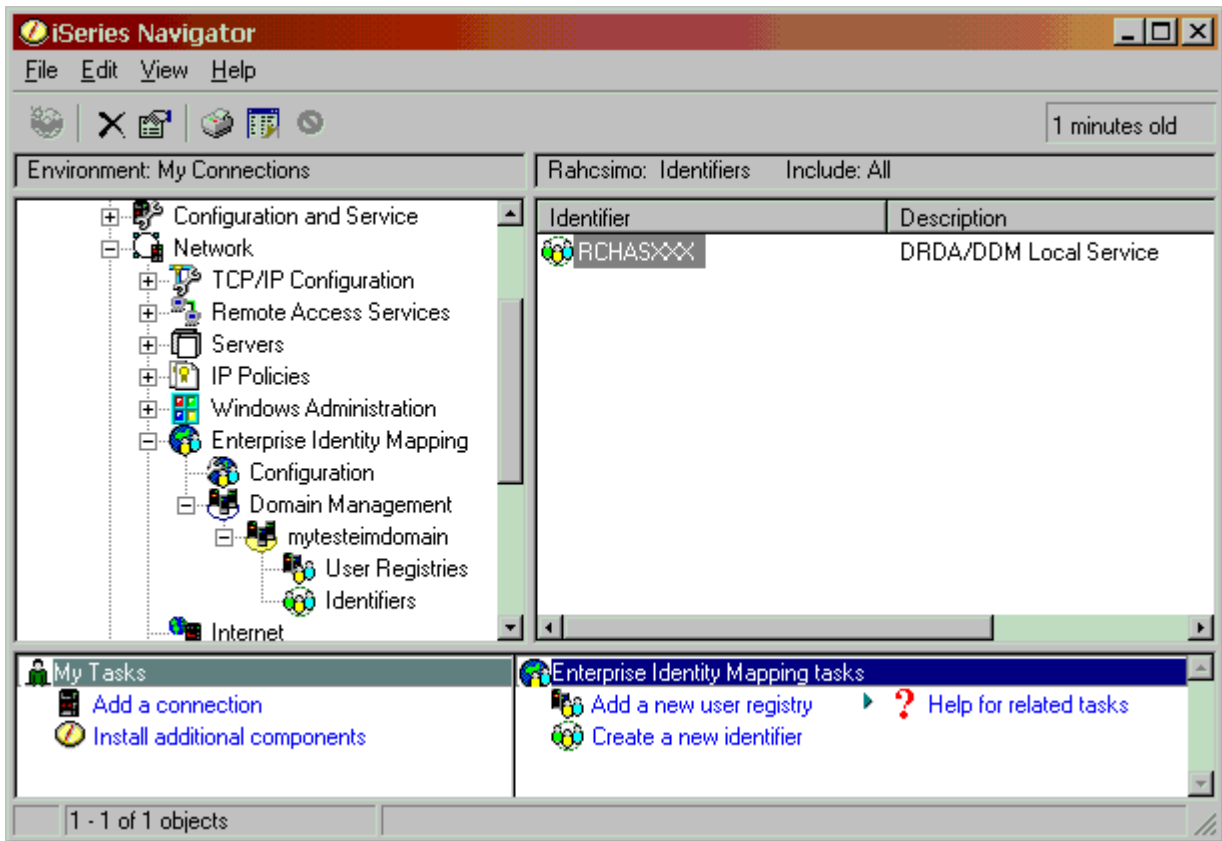 iSeries Navigator
File Edit View Help
1 minutes old
Environment: My Connections
Rahcsimo: Identifiers Include: All
Configuration and Service
Network
TCP/IP Configuration
Remote Access Services
Servers
IP Policies
Windows Administration
Enterprise Identity Mapping
Configuration
Domain Management
mytesteimdomain
User Registries
Identifiers
Internet
Identifier Description
RCHASXXX DRDA/DDM Local Service
My Tasks
Add a connection
Install additional components
Enterprise Identity Mapping tasks
Add a new user registry
Create a new identifier
? Help for related tasks
1 - 1 of 1 objects